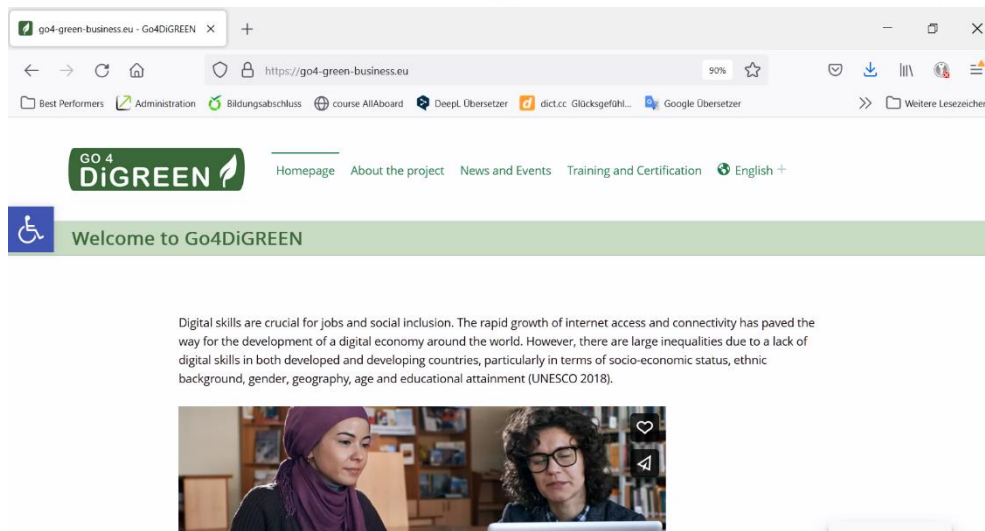 go4-green-business.eu - Go4DiGREEN
https://go4-green-business.eu
90%
Best Performers Administration Bildungsabschluss course AllAboard DeepL Übersetzer dict.cc Glücksgefühl... Google Übersetzer Weitere Lesezeichen
GO 4
DiGREEN
Homepage About the project News and Events Training and Certification English +
Welcome to Go4DiGREEN
Digital skills are crucial for jobs and social inclusion. The rapid growth of internet access and connectivity has paved the
way for the development of a digital economy around the world. However, there are large inequalities due to a lack of
digital skills in both developed and developing countries, particularly in terms of socio-economic status, ethnic
background, gender, geography, age and educational attainment (UNESCO 2018).